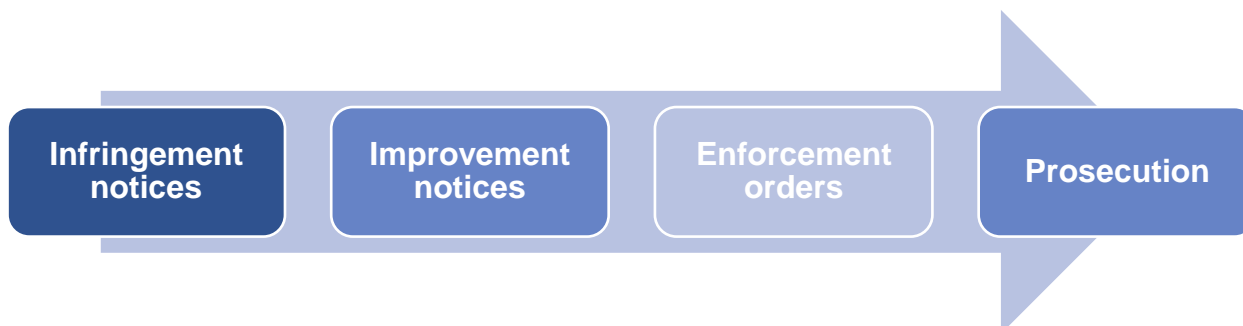 Infringement
notices
Improvement
notices
Enforcement
orders
Prosecution